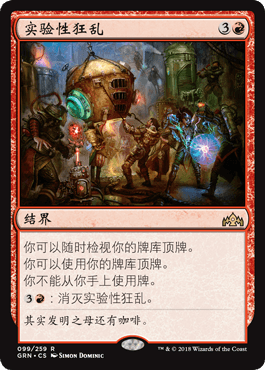 实验性狂乱 3
结界
你可以随时检视你的牌库顶牌。
你可以使用你的牌库顶牌。
你不能从你手上使用牌。
3 :消灭实验性狂乱。
其实发明之母还有咖啡。
099/259 R
GRN • CS SIMON DOMINIC
™ & © 2018 Wizards of the Coast